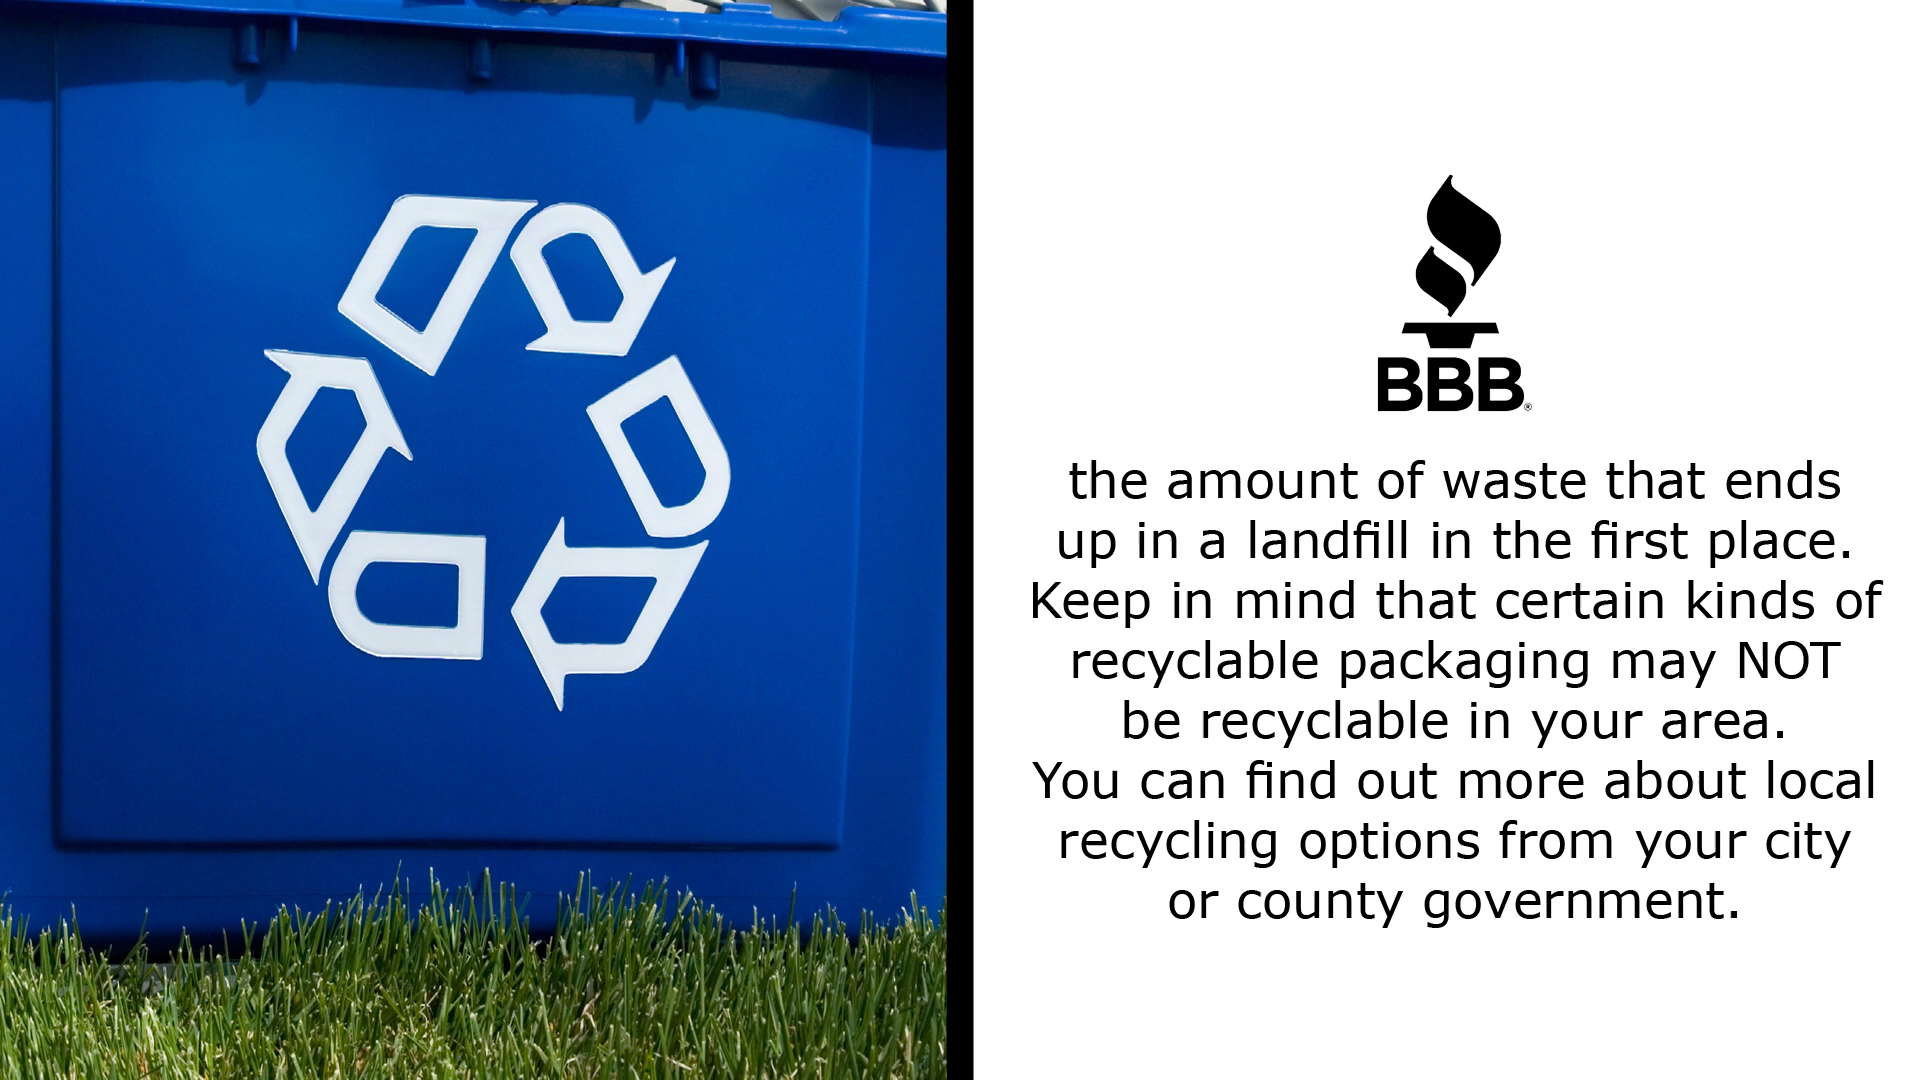 BBB®
the amount of waste that ends
up in a landfill in the first place.
Keep in mind that certain kinds of
recyclable packaging may NOT
be recyclable in your area.
You can find out more about local
recycling options from your city
or county government.